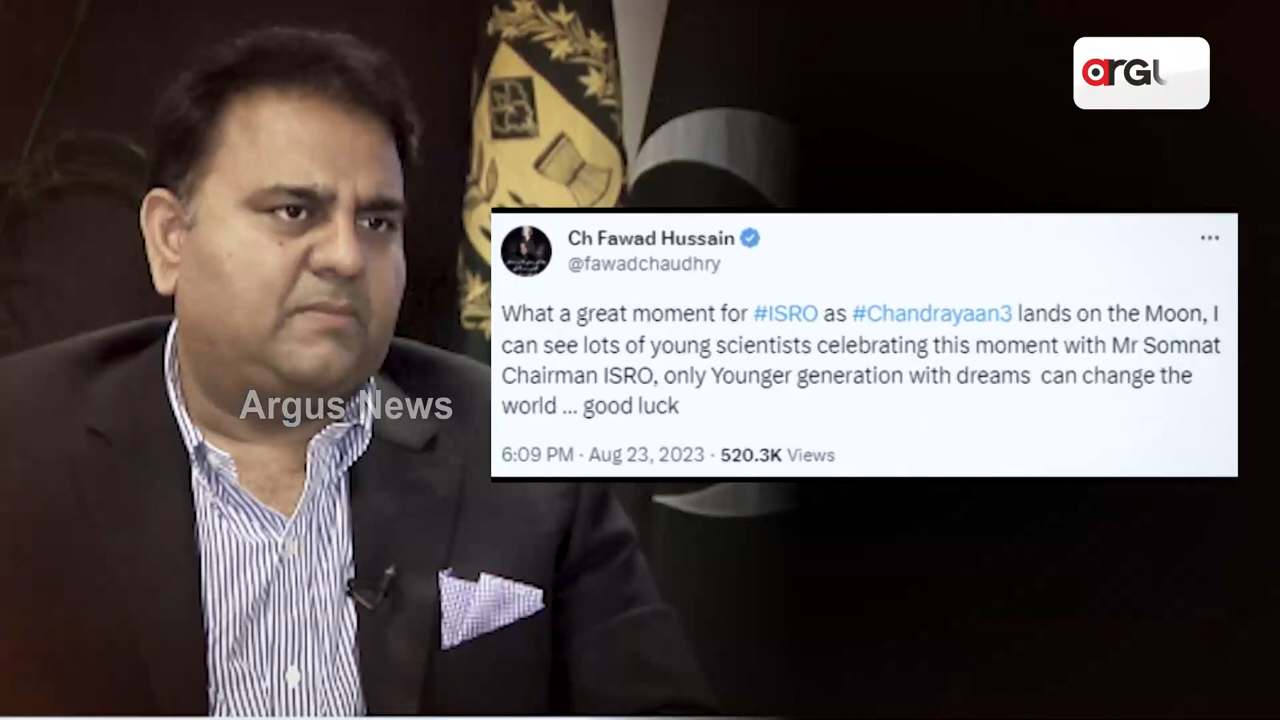 arGu
Ch Fawad Hussain
@fawadchaudhry
What a great moment for #ISRO as #Chandrayaan3 lands on the Moon, I
can see lots of young scientists celebrating this moment with Mr Somnat
Chairman ISRO, only Younger generation with dreams can change the
world ... good luck
6:09 PM · Aug 23, 2023 · 520.3K Views
Argus News